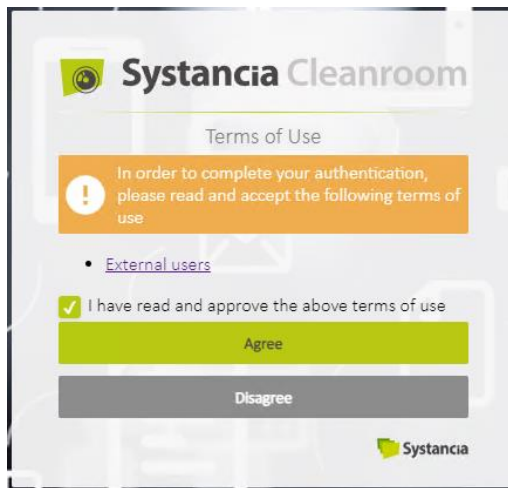 Systancia Cleanroom
Terms of Use
In order to complete your authentication,
please read and accept the following terms of
use
External users
I have read and approve the above terms of use
Agree
Disagree
Systancia